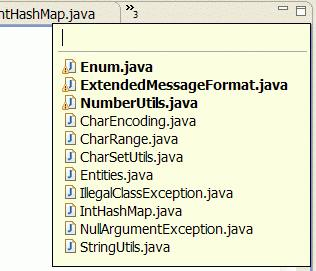 IntHashMap.java
»3
Enum.java
ExtendedMessageFormat.java
NumberUtils.java
CharEncoding.java
CharRange.java
CharSetUtils.java
Entities.java
IllegalClassException.java
IntHashMap.java
NullArgumentException.java
StringUtils.java